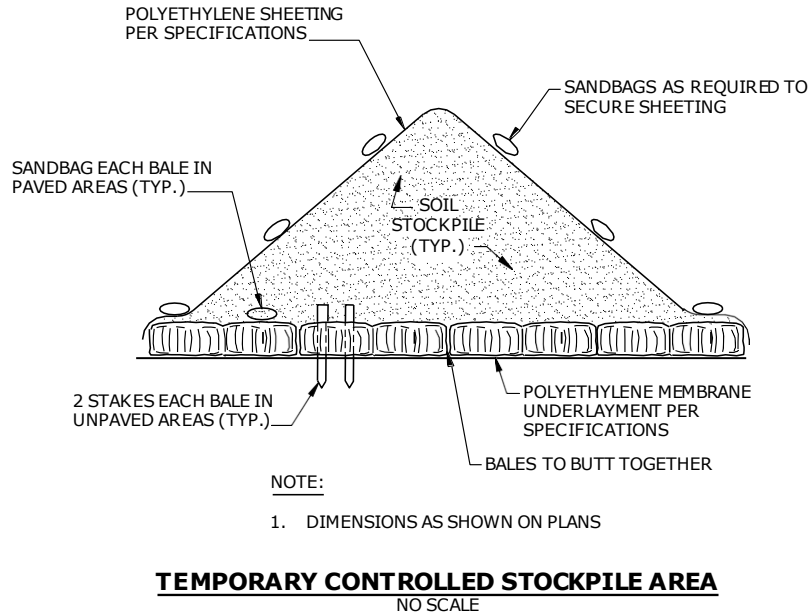 POLYETHYLENE SHEETING
PER SPECIFICATIONS
SANDBAGS AS REQUIRED TO
SECURE SHEETING
SANDBAG EACH BALE IN
PAVED AREAS (TYP.)
SOIL
STOCKPILE
(TYP.)
2 STAKES EACH BALE IN
UNPAVED AREAS (TYP.)
POLYETHYLENE MEMBRANE
UNDERLAYMENT PER
SPECIFICATIONS
BALES TO BUTT TOGETHER
NOTE:
1. DIMENSIONS AS SHOWN ON PLANS
TEMPORARY CONTROLLED STOCKPILE AREA
NO SCALE